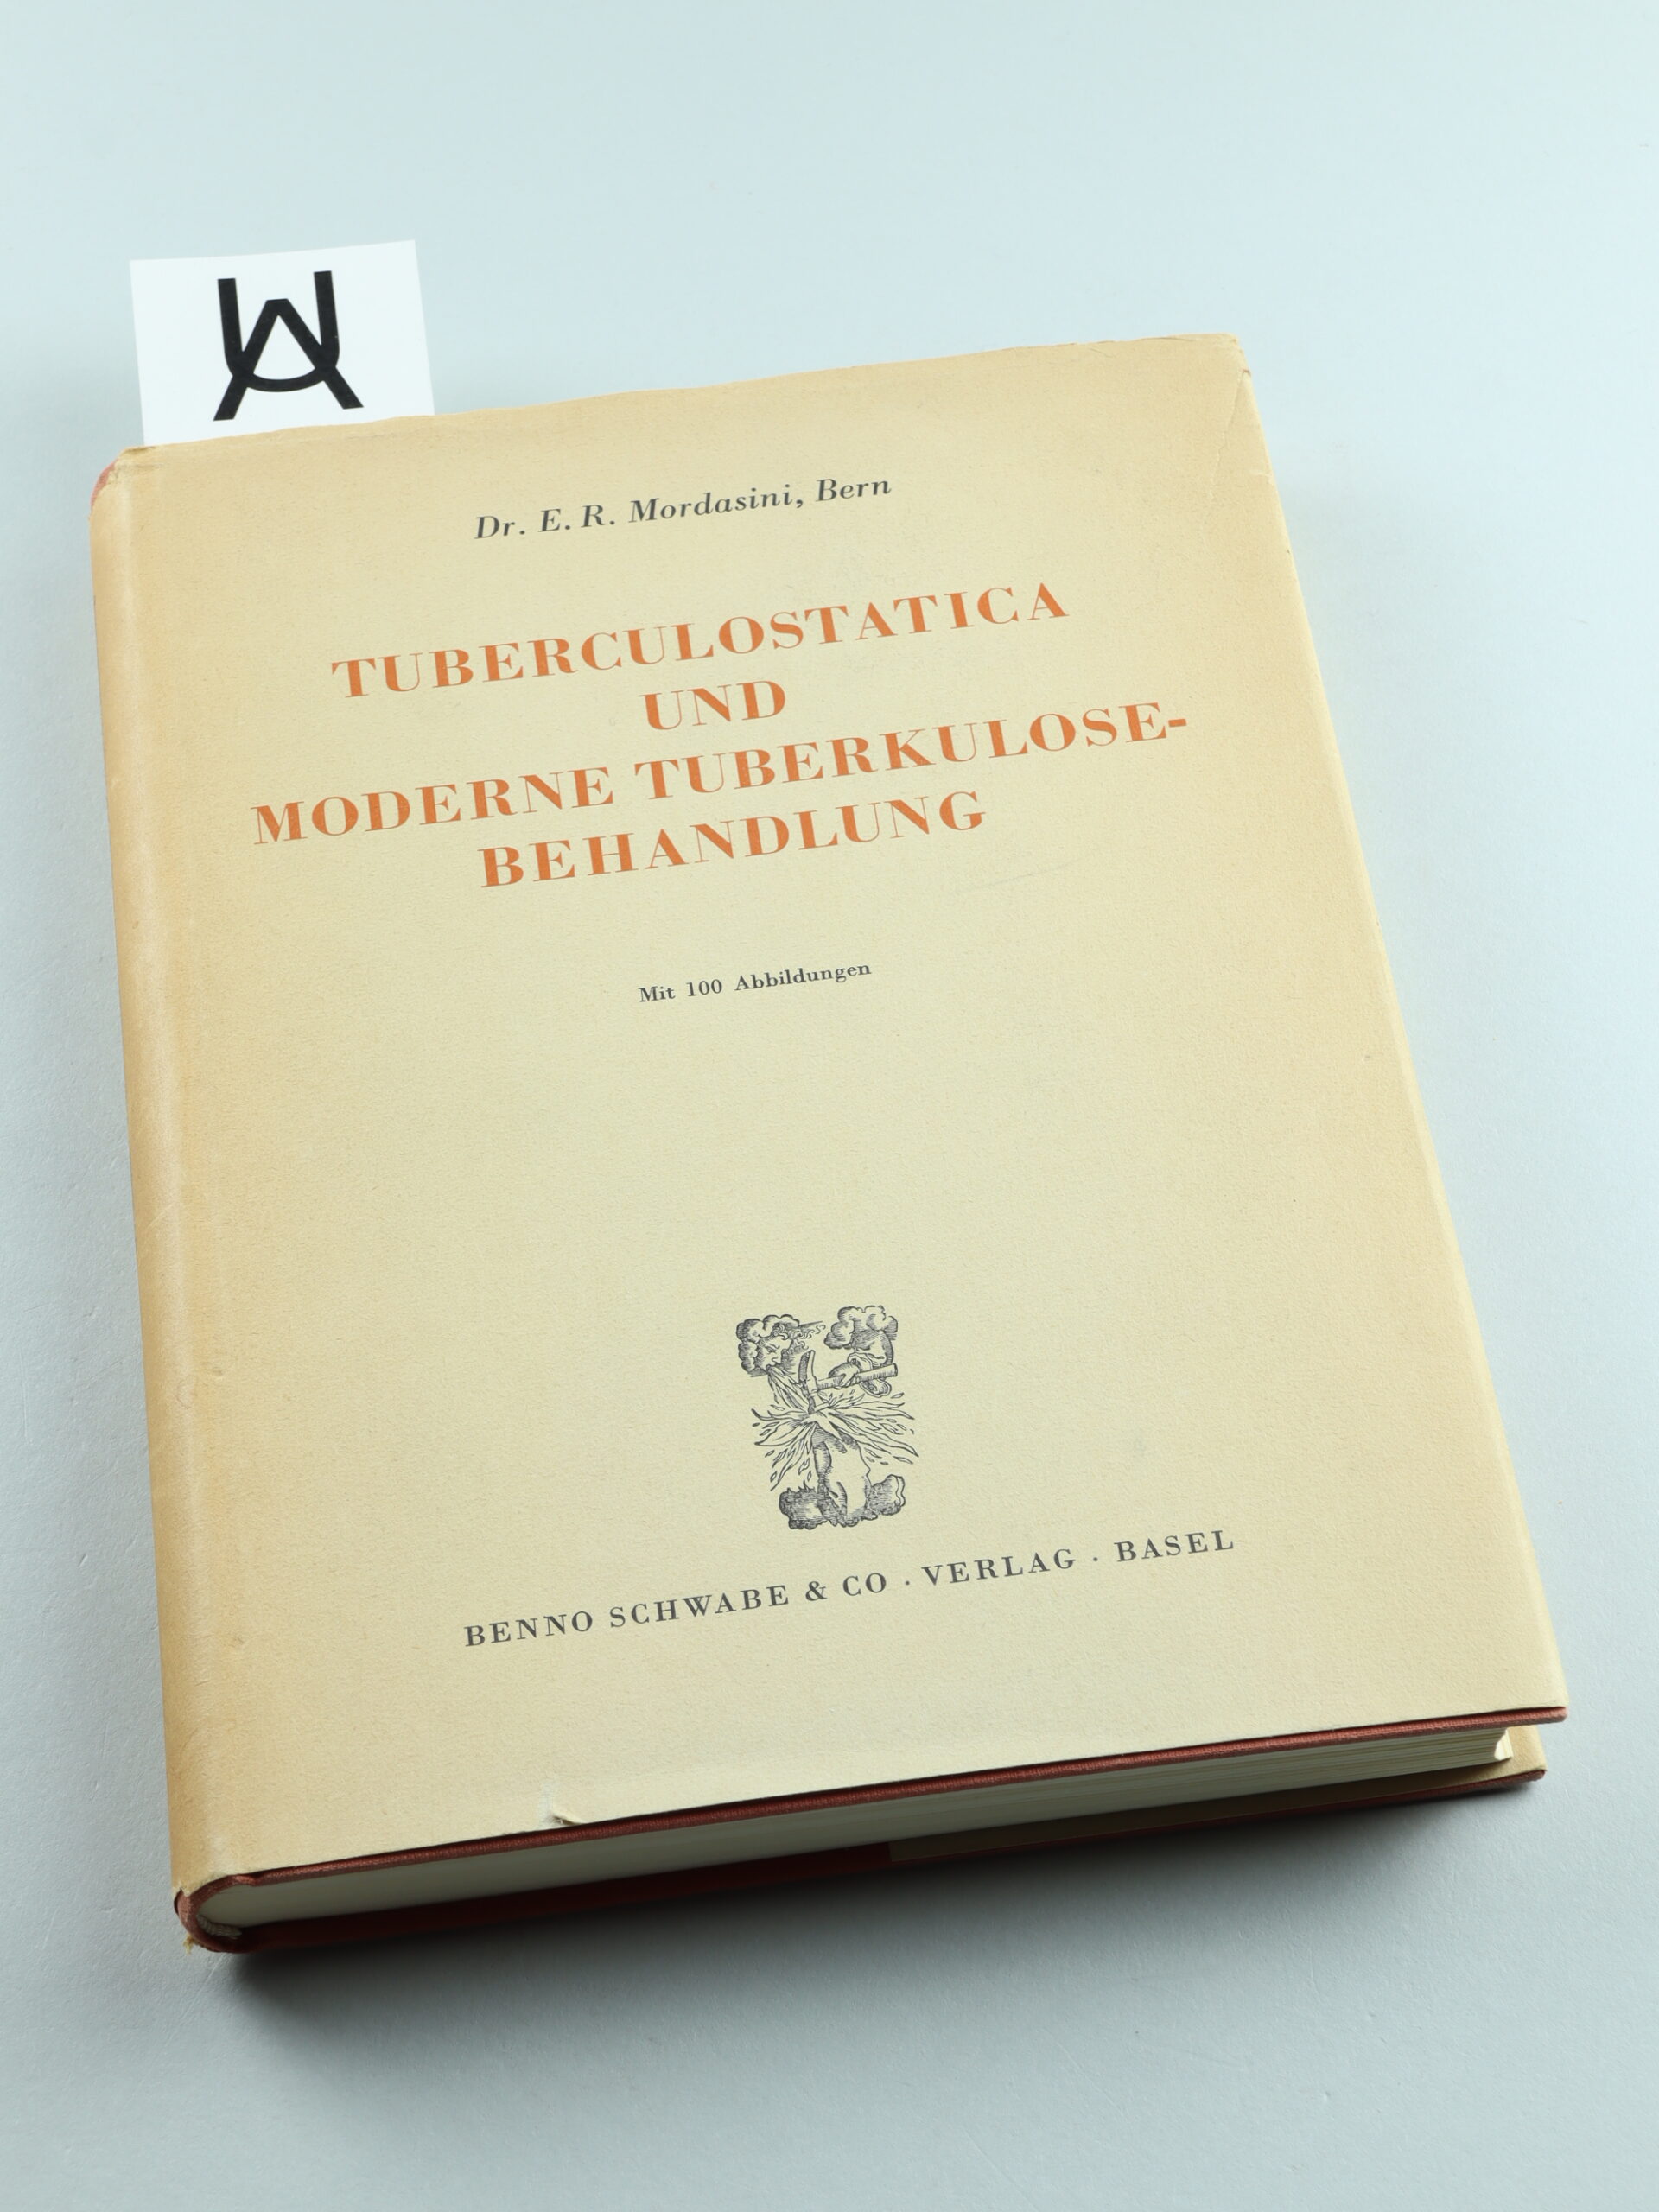 Dr. E. R. Mordasini, Bern
TUBERCULOSTATICA
UND
MODERNE TUBERKULOSE-
BEHANDLUNG
Mit 100 Abbildungen
BENNO SCHWABE & CO · VERLAG · BASEL